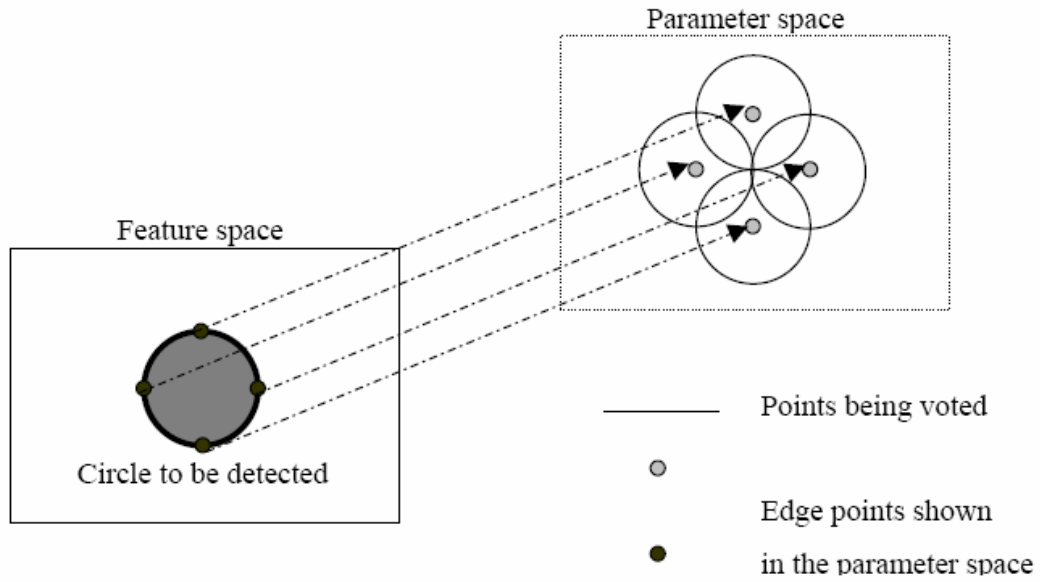 Parameter space
Feature space
Circle to be detected
Points being voted
Edge points shown
in the parameter space